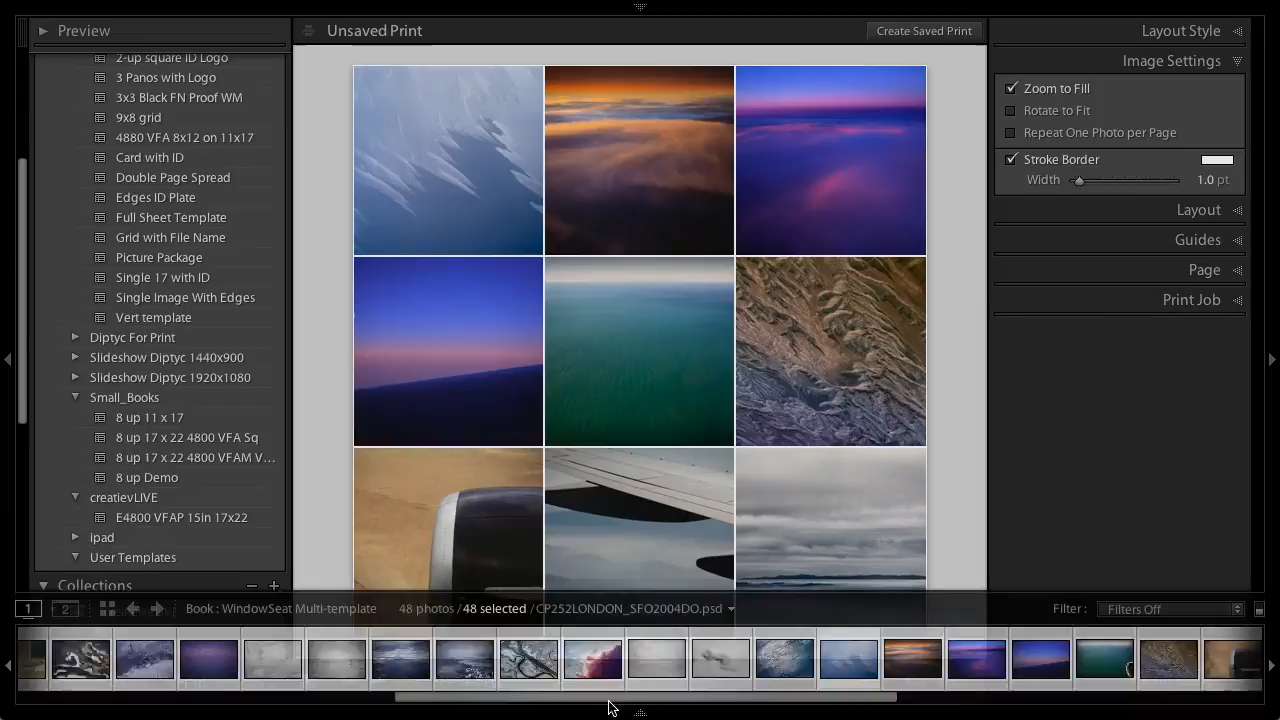 Preview
Unsaved Print
Create Saved Print
Layout Style
2-up square ID Logo
3 Panos with Logo
3x3 Black FN Proof WM
9x8 grid
4880 VFA 8x12 on 11x17
Card with ID
Double Page Spread
Edges ID Plate
Full Sheet Template
Grid with File Name
Picture Package
Single 17 with ID
Single Image With Edges
Vert template
Diptyc For Print
Slideshow Diptyc 1440x900
Slideshow Diptyc 1920x1080
Small_Books
8 up 11 x 17
8 up 17 x 22 4800 VFA Sq
8 up 17 x 22 4800 VFAM V...
8 up Demo
creatievLIVE
E4800 VFAP 15in 17x22
ipad
User Templates
Collections
Image Settings
Zoom to Fill
Rotate to Fit
Repeat One Photo per Page
Stroke Border
Width 1.0 pt
Layout
Guides
Page
Print Job
1 2 Book : WindowSeat Multi-template 48 photos / 48 selected / CP252LONDON_SFO2004DO.psd Filter : Filters Off